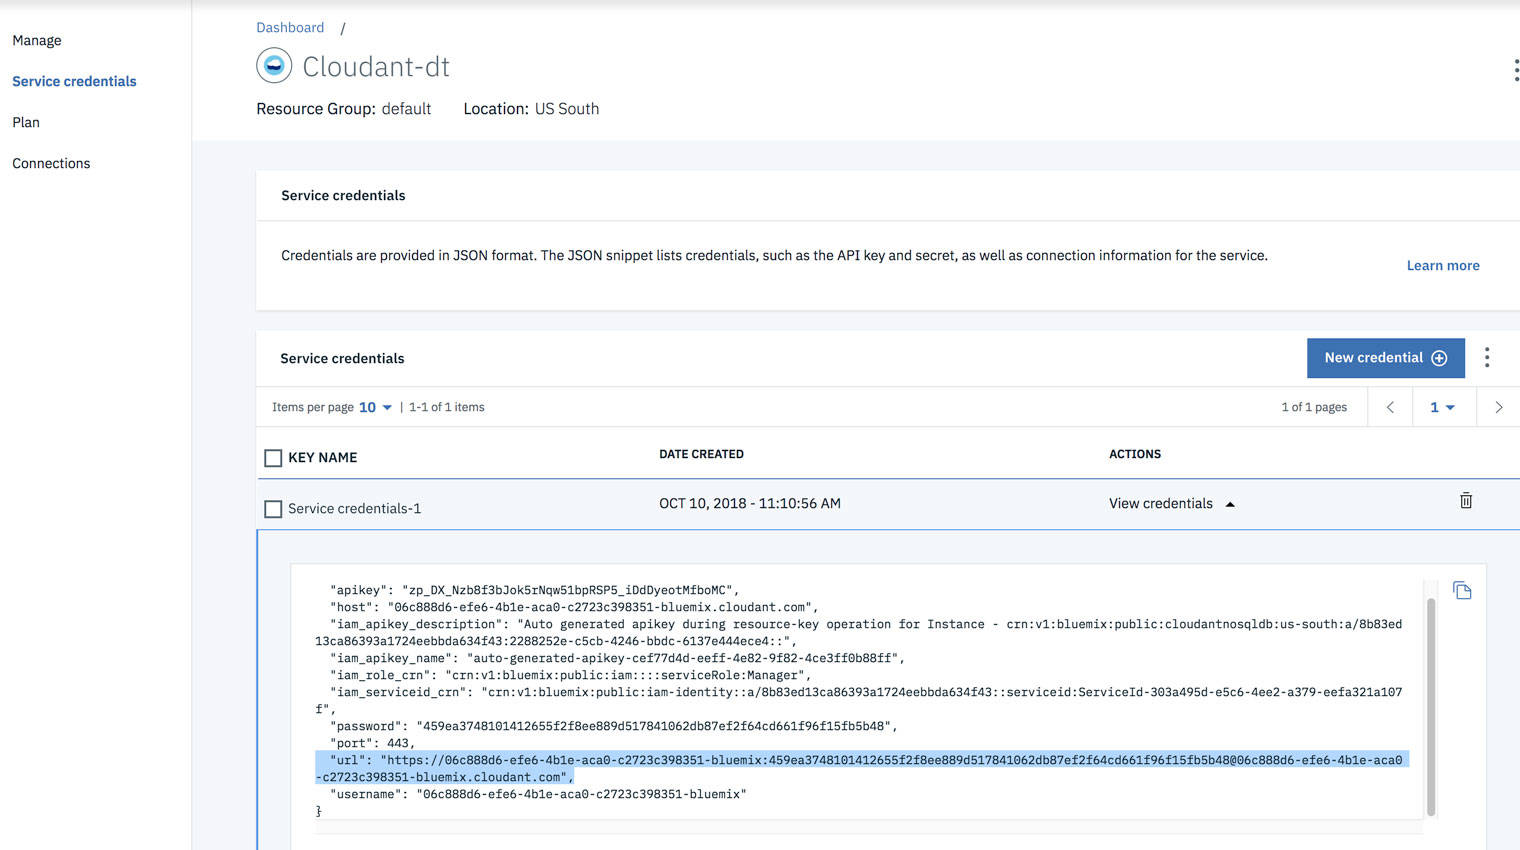 Manage
Service credentials
Plan
Connections
Dashboard /
Cloudant-dt
Resource Group: default Location: US South
Service credentials
Credentials are provided in JSON format. The JSON snippet lists credentials, such as the API key and secret, as well as connection information for the service.
Learn more
Service credentials
New credential
Items per page 10 | 1-1 of 1 items
1 of 1 pages
1
KEY NAME DATE CREATED ACTIONS
Service credentials-1 OCT 10, 2018 - 11:10:56 AM View credentials
"apikey": "zp_DX_Nzb8f3bJok5rNqw51bpRSP5_iDdDyeotMfboMC",
"host": "06c888d6-efe6-4b1e-aca0-c2723c398351-bluemix.cloudant.com",
"iam_apikey_description": "Auto generated apikey during resource-key operation for Instance - crn:v1:bluemix:public:cloudantnosqldb:us-south:a/8b83ed
13ca86393a1724eebbda634f43:2288252e-c5cb-4246-bbdc-6137e444ece4::",
"iam_apikey_name": "auto-generated-apikey-cef77d4d-eeff-4e82-9f82-4ce3ff0b88ff",
"iam_role_crn": "crn:v1:bluemix:public:iam::::serviceRole:Manager",
"iam_serviceid_crn": "crn:v1:bluemix:public:iam-identity::a/8b83ed13ca86393a1724eebbda634f43::serviceid:ServiceId-303a495d-e5c6-4ee2-a379-eefa321a107
f",
"password": "459ea3748101412655f2f8ee889d517841062db87ef2f64cd661f96f15fb5b48",
"port": 443,
"url": "https://06c888d6-efe6-4b1e-aca0-c2723c398351-bluemix:459ea3748101412655f2f8ee889d517841062db87ef2f64cd661f96f15fb5b48@06c888d6-efe6-4b1e-aca0
-c2723c398351-bluemix.cloudant.com",
"username": "06c888d6-efe6-4b1e-aca0-c2723c398351-bluemix"
}